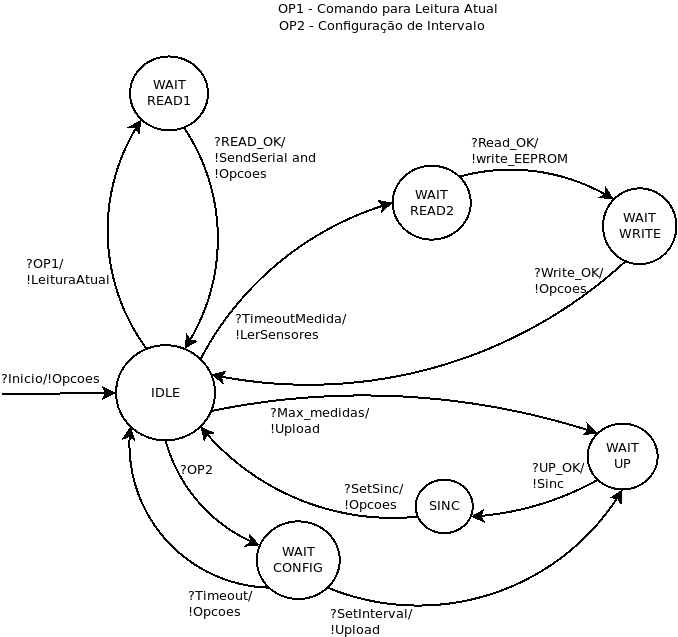 OP1 - Comando para Leitura Atual
OP2 - Configuração de Intervalo
WAIT
READ1
?READ_OK/
!SendSerial and
!Opcoes
?Read_OK/
!write_EEPROM
WAIT
READ2
WAIT
WRITE
?OP1/
!LeituraAtual
?Write_OK/
!Opcoes
?TimeoutMedida/
!LerSensores
?Inicio/!Opcoes
IDLE
?Max_medidas/
!Upload
WAIT
UP
?OP2
?UP_OK/
!Sinc
?SetSinc/
!Opcoes
SINC
WAIT
CONFIG
?Timeout/
!Opcoes
?SetInterval/
!Upload